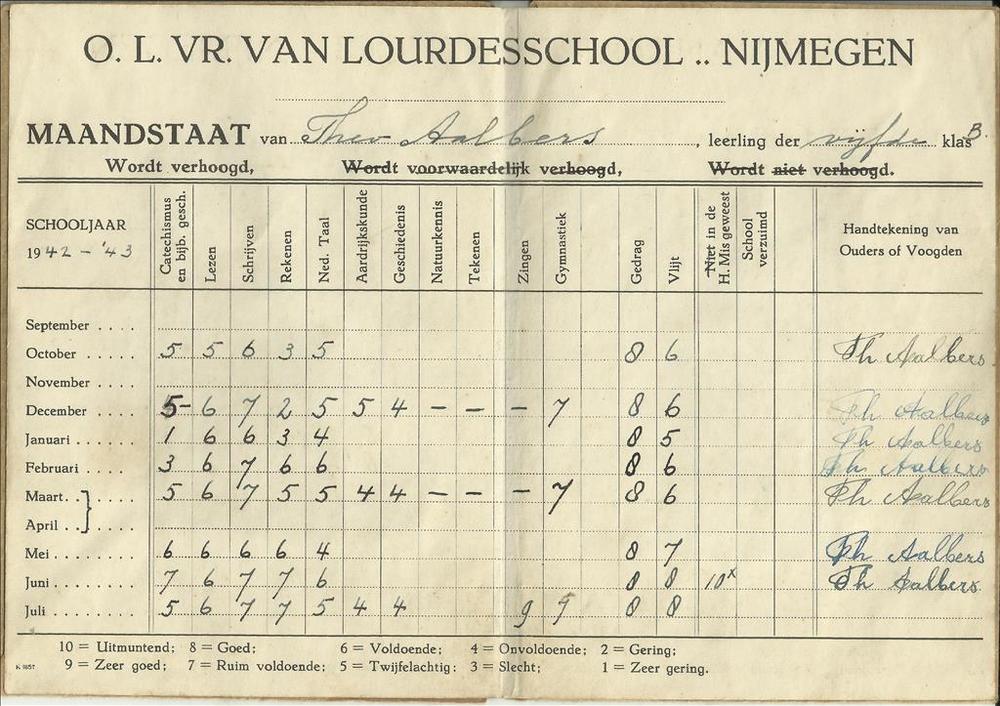 O. L. VR. VAN LOURDESSCHOOL .. NIJMEGEN
MAANDSTAAT van Theo Aalbers, leerling der vijfde klas B.
Wordt verhoogd, Wordt voorwaardelijk verhoogd, Wordt niet verhoogd.
SCHOOLJAAR 1942 - '43 Catechismus en bijb. gesch. Lezen Schrijven Rekenen Ned. Taal Aardrijkskunde Geschiedenis Natuurkennis Tekenen Zingen Gymnastiek Gedrag Vlijt Niet in de H. Mis geweest School verzuimd Handtekening van Ouders of Voogden
September . . . .
October . . . . . 5 5 6 3 5 8 6 Th Aalbers
November . . . .
December . . . . 5- 6 7 2 5 5 4 - - - 7 8 6 Th Aalbers
Januari . . . . . 1 6 6 3 4 8 5 Th Aalbers
Februari . . . . 3 6 7 6 6 8 6 Th. Aalbers
Maart. . } . . . . 5 6 7 5 5 4 4 - - - 7 8 6 Th Aalbers
April . . } . . . .
Mei . . . . . . . . 6 6 6 6 4 8 7 Th Aalbers
Juni . . . . . . . . 7 6 7 7 6 8 8 10x Th Aalbers.
Juli . . . . . . . . 5 6 7 7 5 4 4 9 8 8
10 = Uitmuntend; 8 = Goed; 6 = Voldoende; 4 = Onvoldoende; 2 = Gering;
K 1857 9 = Zeer goed; 7 = Ruim voldoende; 5 = Twijfelachtig; 3 = Slecht; 1 = Zeer gering.